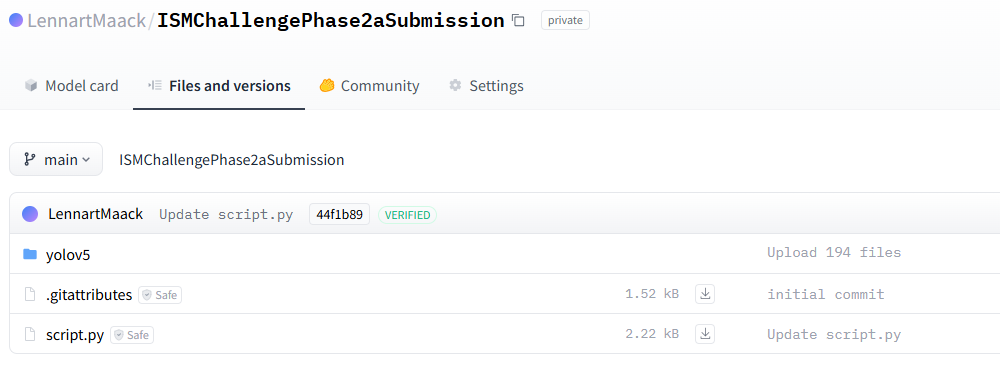 LennartMaack/ISMChallengePhase2aSubmission private
Model card Files and versions Community Settings
main ISMChallengePhase2aSubmission
LennartMaack Update script.py 44f1b89 VERIFIED
yolov5 Upload 194 files
.gitattributes Safe 1.52 kB initial commit
script.py Safe 2.22 kB Update script.py